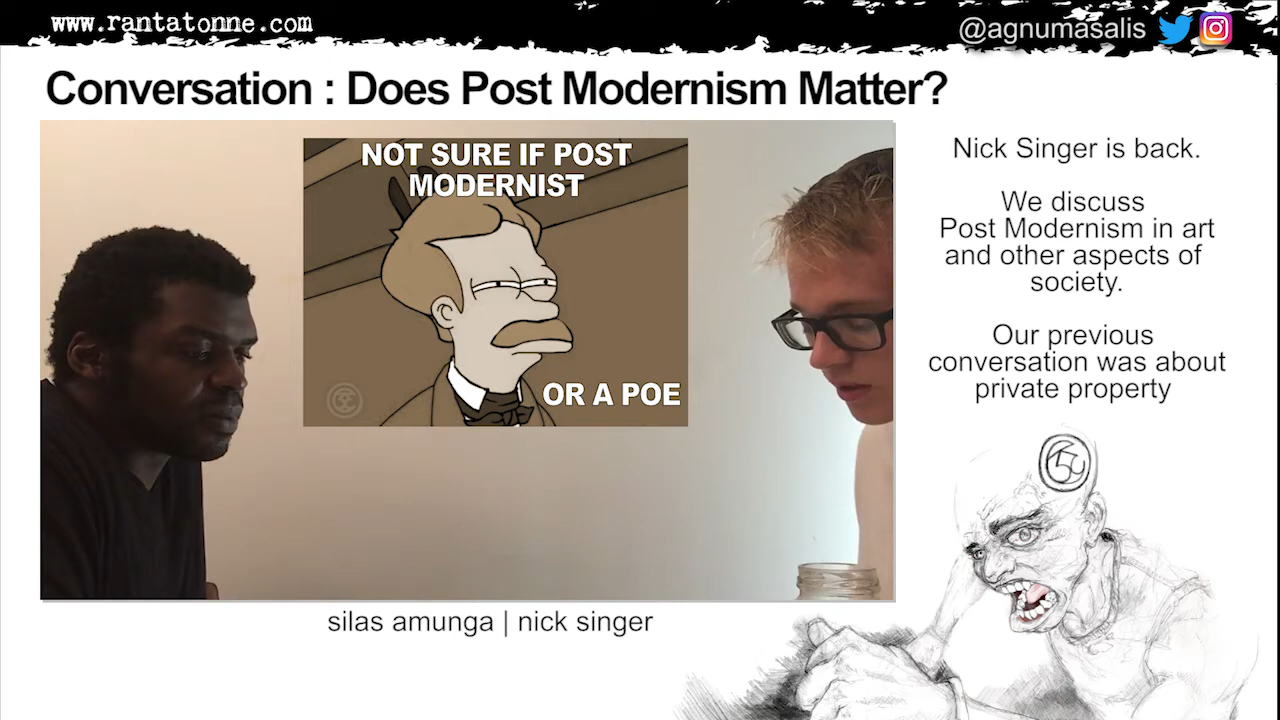 www.rantatonne.com
@agnumasalis
Conversation : Does Post Modernism Matter?
NOT SURE IF POST
MODERNIST
OR A POE
Nick Singer is back.
We discuss
Post Modernism in art
and other aspects of
society.
Our previous
conversation was about
private property
silas amunga | nick singer